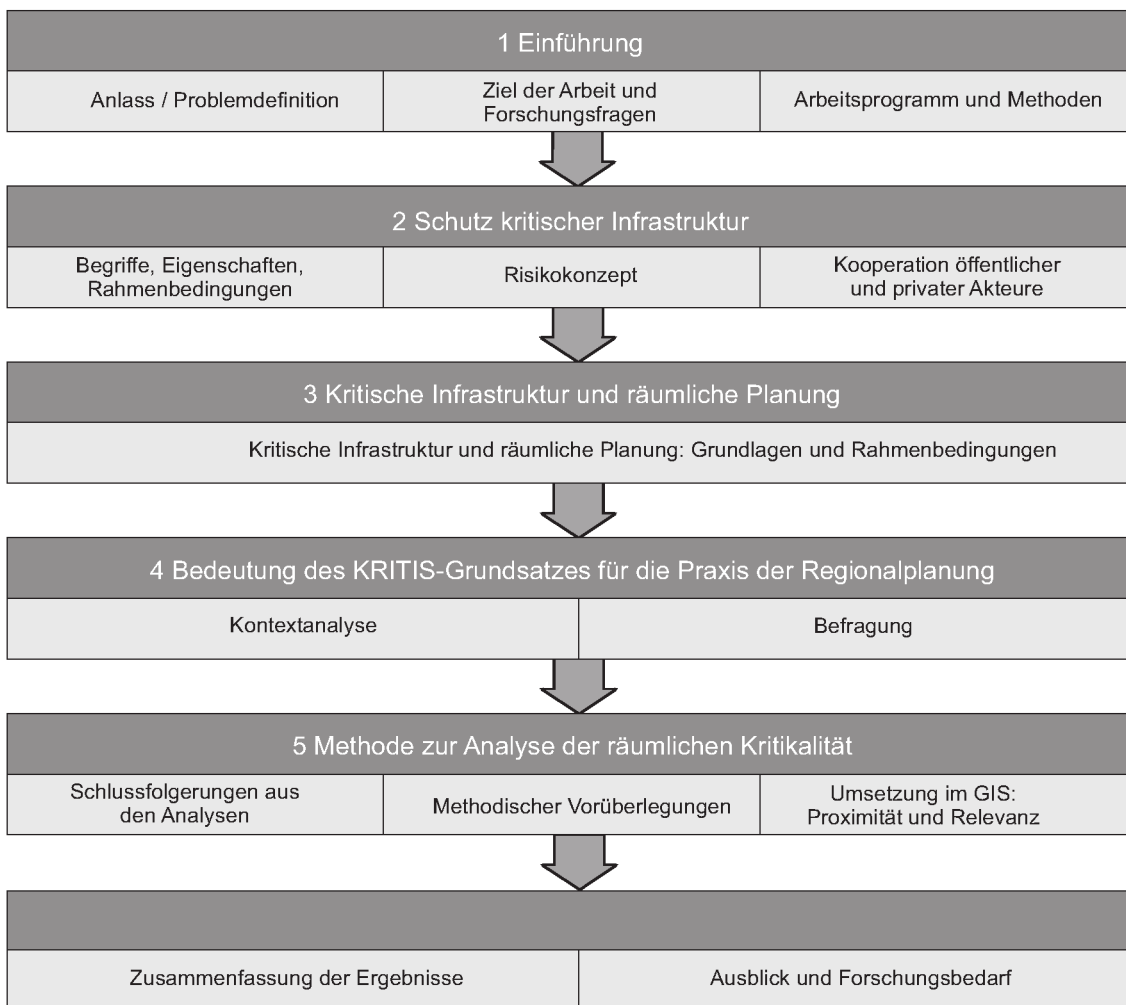 1 Einführung
Anlass / Problemdefinition
Ziel der Arbeit und
Forschungsfragen
Arbeitsprogramm und Methoden
2 Schutz kritischer Infrastruktur
Begriffe, Eigenschaften,
Rahmenbedingungen
Risikokonzept
Kooperation öffentlicher
und privater Akteure
3 Kritische Infrastruktur und räumliche Planung
Kritische Infrastruktur und räumliche Planung: Grundlagen und Rahmenbedingungen
4 Bedeutung des KRITIS-Grundsatzes für die Praxis der Regionalplanung
Kontextanalyse
Befragung
5 Methode zur Analyse der räumlichen Kritikalität
Schlussfolgerungen aus
den Analysen
Methodischer Vorüberlegungen
Umsetzung im GIS:
Proximität und Relevanz
Zusammenfassung der Ergebnisse
Ausblick und Forschungsbedarf